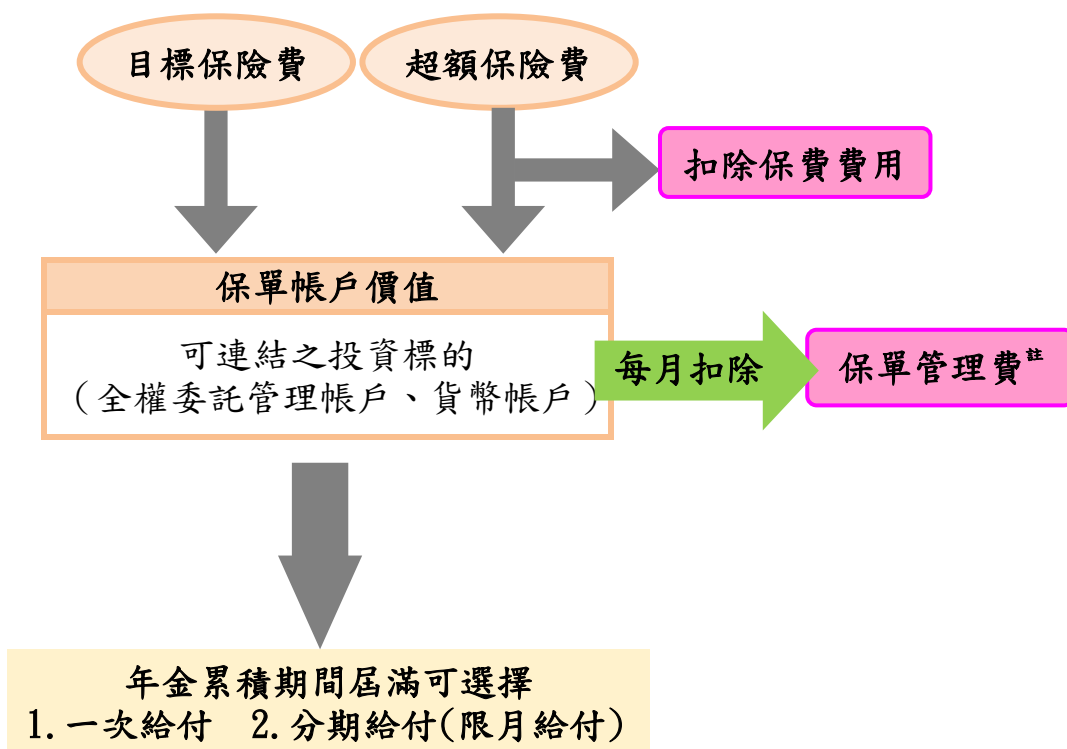 目標保險費
超額保險費
扣除保費費用
保單帳戶價值
可連結之投資標的
(全權委託管理帳戶、貨幣帳戶)
每月扣除
保單管理費註
年金累積期間屆滿可選擇
1.一次給付 2.分期給付(限月給付)